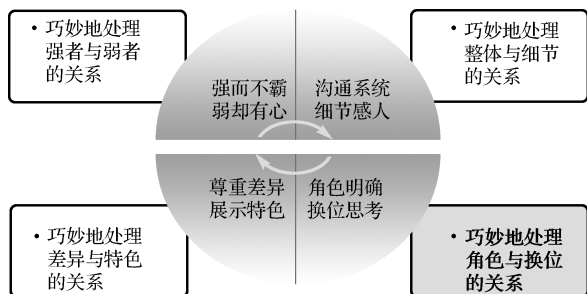 • 巧妙地处理
强者与弱者
的关系
• 巧妙地处理
整体与细节
的关系
强而不霸
弱却有心
沟通系统
细节感人
尊重差异
展示特色
角色明确
换位思考
• 巧妙地处理
差异与特色
的关系
• 巧妙地处理
角色与换位
的关系